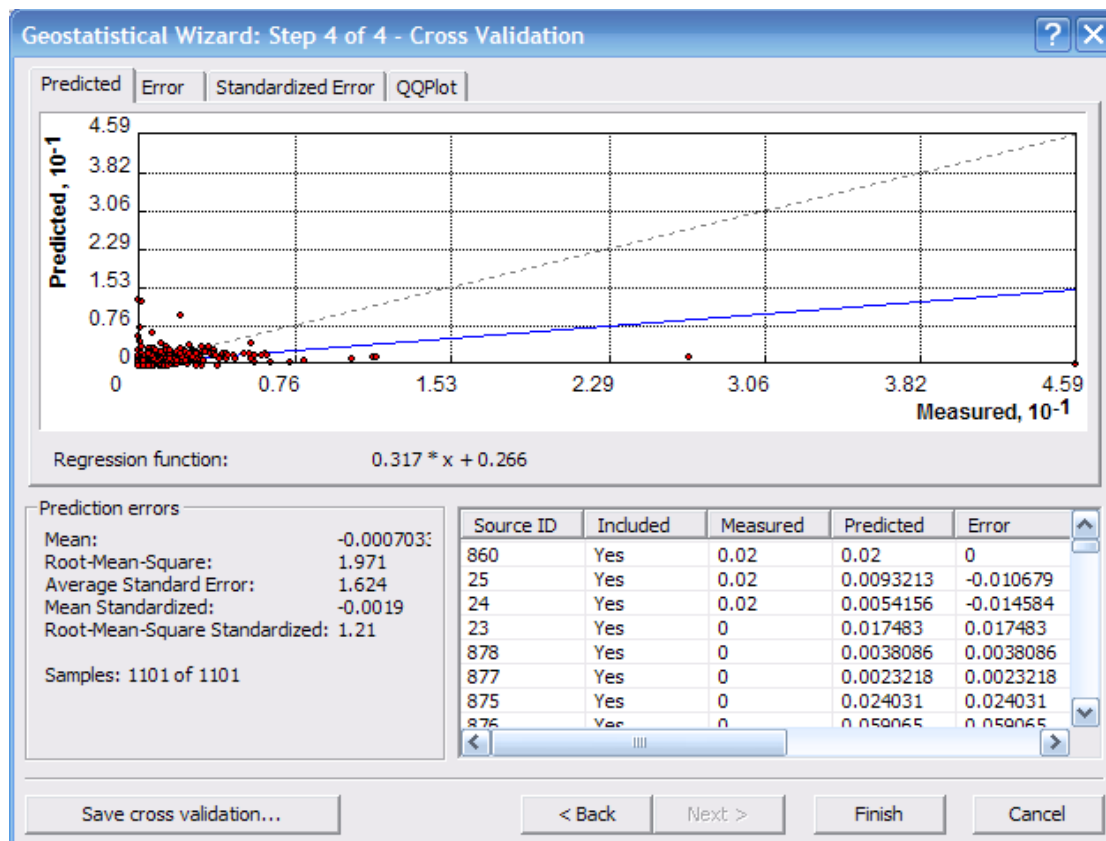 Geostatistical Wizard: Step 4 of 4 - Cross Validation
Predicted Error Standardized Error QQPlot
Predicted, 10-1
4.59
3.82
3.06
2.29
1.53
0.76
0
0 0.76 1.53 2.29 3.06 3.82 4.59
Measured, 10-1
Regression function: 0.317 * x + 0.266
Prediction errors
Mean: -0.0007033
Root-Mean-Square: 1.971
Average Standard Error: 1.624
Mean Standardized: -0.0019
Root-Mean-Square Standardized: 1.21
Samples: 1101 of 1101
Source ID Included Measured Predicted Error
860 Yes 0.02 0.02 0
25 Yes 0.02 0.0093213 -0.010679
24 Yes 0.02 0.0054156 -0.014584
23 Yes 0 0.017483 0.017483
878 Yes 0 0.0038086 0.0038086
877 Yes 0 0.0023218 0.0023218
875 Yes 0 0.024031 0.024031
876 Yes 0 0.059065 0.059065
Save cross validation... < Back Next > Finish Cancel